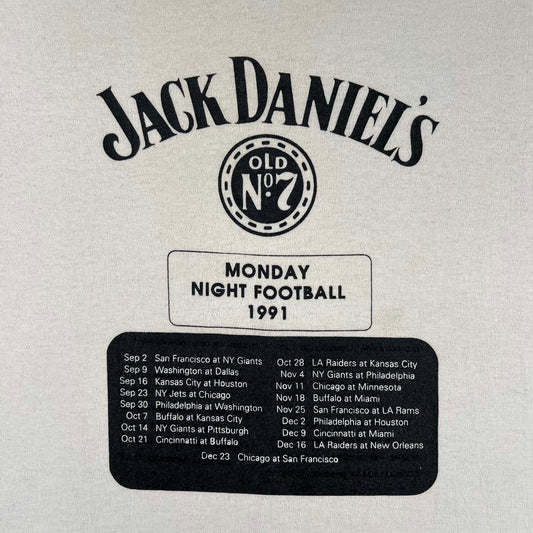 JACK DANIEL'S
OLD
No. 7
MONDAY
NIGHT FOOTBALL
1991
Sep 2 San Francisco at NY Giants
Sep 9 Washington at Dallas
Sep 16 Kansas City at Houston
Sep 23 NY Jets at Chicago
Sep 30 Philadelphia at Washington
Oct 7 Buffalo at Kansas City
Oct 14 NY Giants at Pittsburgh
Oct 21 Cincinnatti at Buffalo
Oct 28 LA Raiders at Kansas City
Nov 4 NY Giants at Philadelphia
Nov 11 Chicago at Minnesota
Nov 18 Buffalo at Miami
Nov 25 San Francisco at LA Rams
Dec 2 Philadelphia at Houston
Dec 9 Cincinnatti at Miami
Dec 16 LA Raiders at New Orleans
Dec 23 Chicago at San Francisco